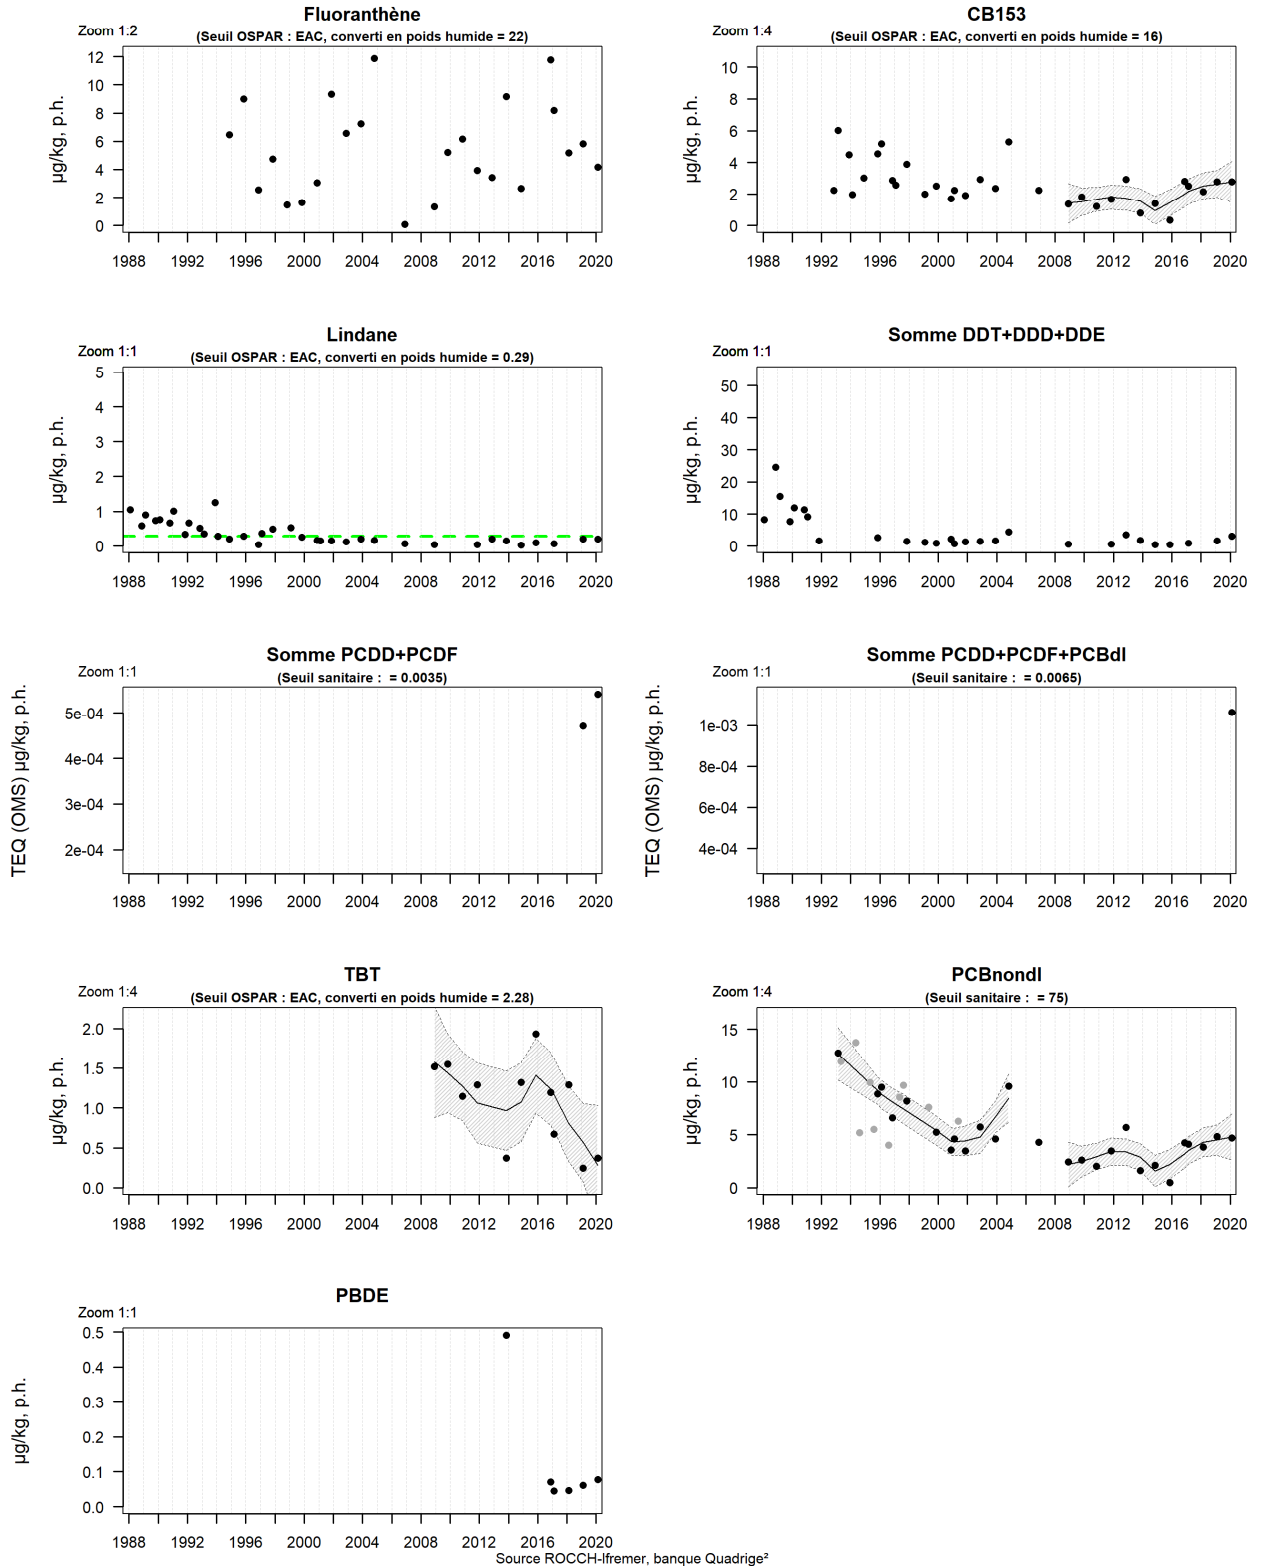 Fluoranthène
Zoom 1:2
(Seuil OSPAR : EAC, converti en poids humide = 22)
µg/kg, p.h.
12
10
8
6
4
2
0
1988 1992 1996 2000 2004 2008 2012 2016 2020
CB153
Zoom 1:4
(Seuil OSPAR : EAC, converti en poids humide = 16)
µg/kg, p.h.
10
8
6
4
2
0
1988 1992 1996 2000 2004 2008 2012 2016 2020
Lindane
Zoom 1:1
(Seuil OSPAR : EAC, converti en poids humide = 0.29)
µg/kg, p.h.
5
4
3
2
1
0
1988 1992 1996 2000 2004 2008 2012 2016 2020
Somme DDT+DDD+DDE
Zoom 1:1
µg/kg, p.h.
50
40
30
20
10
0
1988 1992 1996 2000 2004 2008 2012 2016 2020
Somme PCDD+PCDF
Zoom 1:1
(Seuil sanitaire : = 0.0035)
TEQ (OMS) µg/kg, p.h.
5e-04
4e-04
3e-04
2e-04
1988 1992 1996 2000 2004 2008 2012 2016 2020
Somme PCDD+PCDF+PCBdl
Zoom 1:1
(Seuil sanitaire : = 0.0065)
TEQ (OMS) µg/kg, p.h.
1e-03
8e-04
6e-04
4e-04
1988 1992 1996 2000 2004 2008 2012 2016 2020
TBT
Zoom 1:4
(Seuil OSPAR : EAC, converti en poids humide = 2.28)
µg/kg, p.h.
2.0
1.5
1.0
0.5
0.0
1988 1992 1996 2000 2004 2008 2012 2016 2020
PCBnondl
Zoom 1:4
(Seuil sanitaire : = 75)
µg/kg, p.h.
15
10
5
0
1988 1992 1996 2000 2004 2008 2012 2016 2020
PBDE
Zoom 1:1
µg/kg, p.h.
0.5
0.4
0.3
0.2
0.1
0.0
1988 1992 1996 2000 2004 2008 2012 2016 2020
Source ROCCH-Ifremer, banque Quadrige²